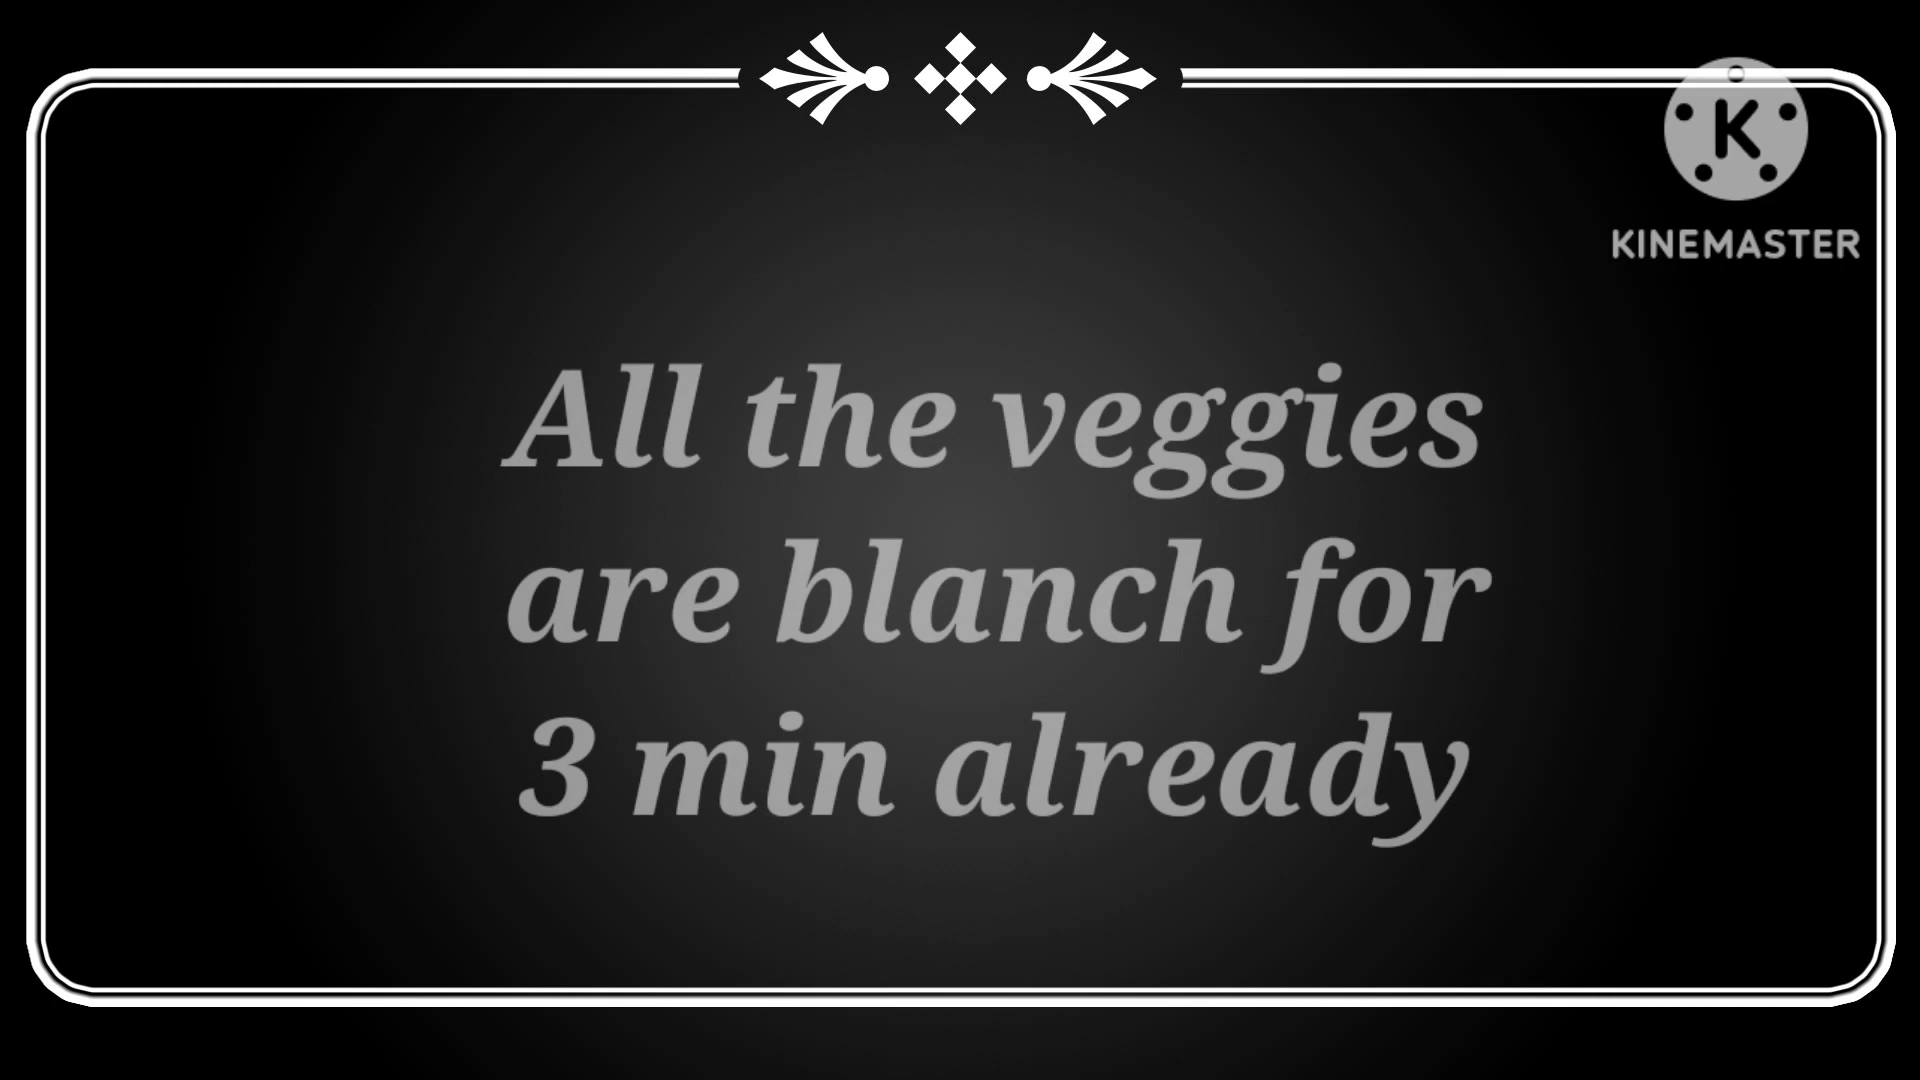 K
KINEMASTER
All the veggies
are blanch for
3 min already